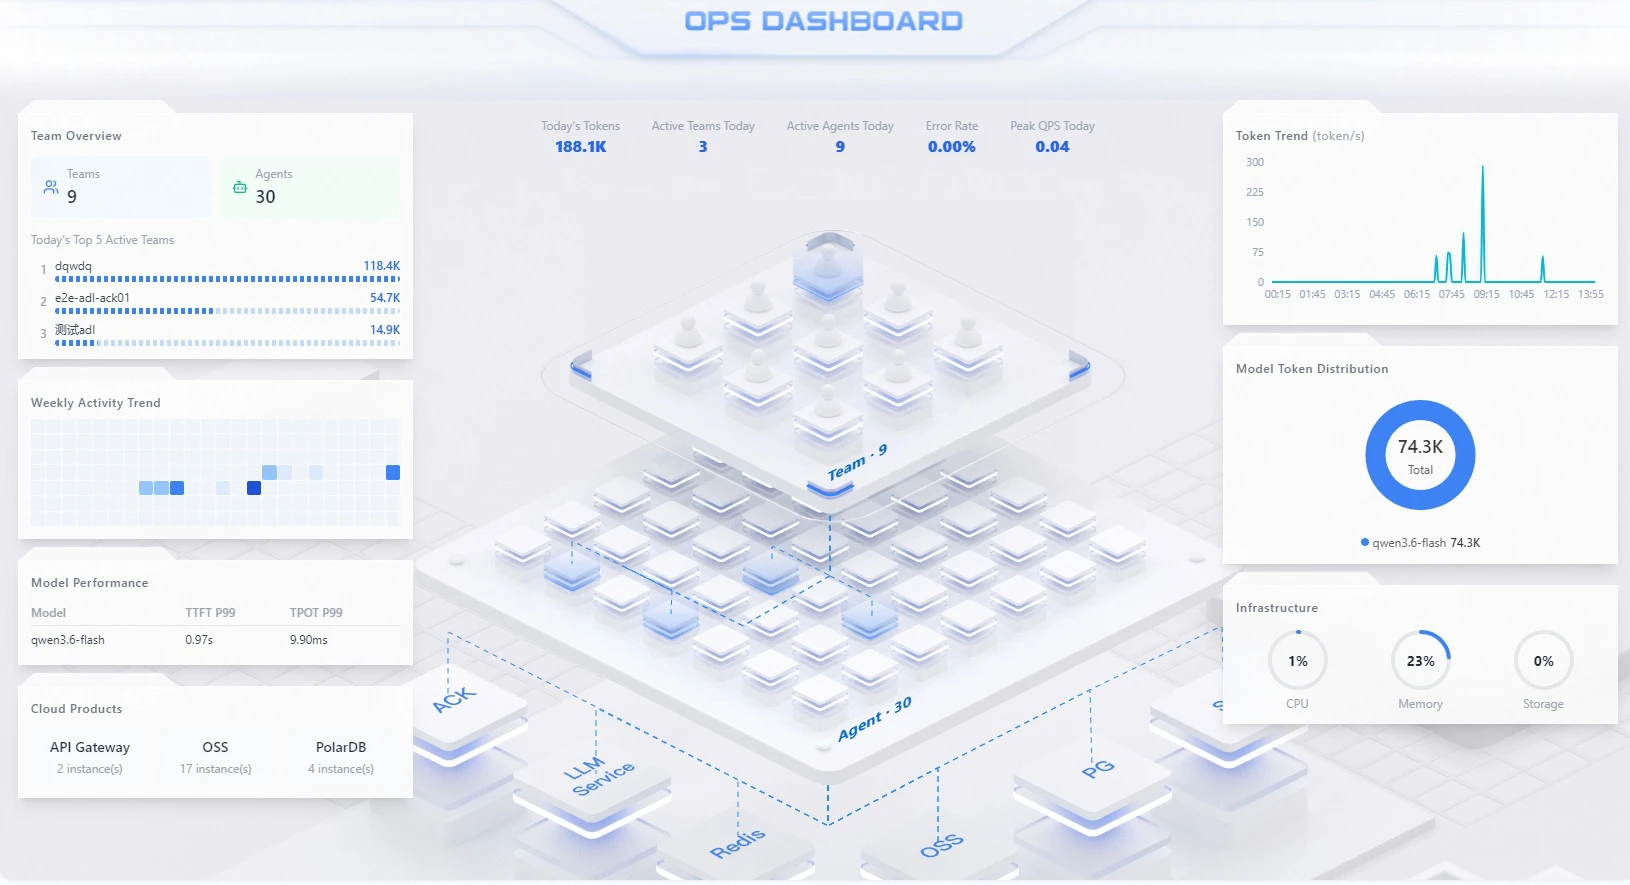 OPS DASHBOARD
Team Overview
Teams
9
Agents
30
Today's Top 5 Active Teams
1 dqwdq 118.4K
2 e2e-adl-ack01 54.7K
3 测试adl 14.9K
Weekly Activity Trend
Model Performance
Model TTFT P99 TPOT P99
qwen3.6-flash 0.97s 9.90ms
Cloud Products
API Gateway OSS PolarDB
2 instance(s) 17 instance(s) 4 instance(s)
Today's Tokens Active Teams Today Active Agents Today Error Rate Peak QPS Today
188.1K 3 9 0.00% 0.04
Team · 9
Agent · 30
ACK
LLM
Service
Redis
OSS
PG
Token Trend (token/s)
300
225
150
75
0
00:15 01:45 03:15 04:45 06:15 07:45 09:15 10:45 12:15 13:55
Model Token Distribution
74.3K
Total
qwen3.6-flash 74.3K
Infrastructure
1% 23% 0%
CPU Memory Storage